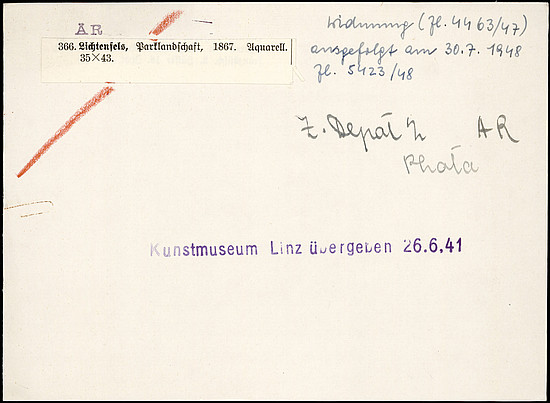 AR
366. Lichtenfels, Parklandschaft, 1867. Aquarell.
35×43.
Widmung (Zl. 4463/47)
ausgefolgt am 30.7.1948
Zl. 5423/48
Z. Depot AR
Photo
Kunstmuseum Linz übergeben 26.6.41